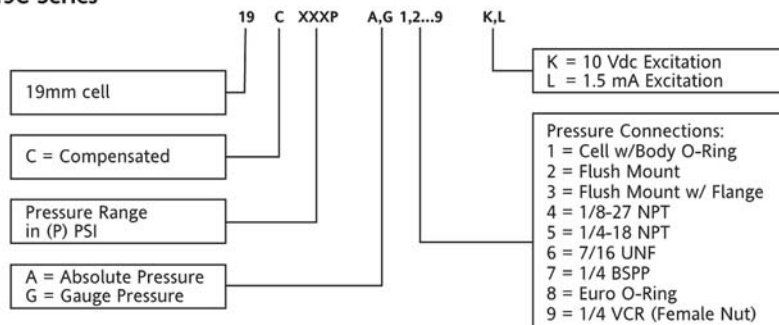 19 C XXXP A,G 1,2...9 K,L
19mm cell
C = Compensated
Pressure Range
in (P) PSI
A = Absolute Pressure
G = Gauge Pressure
K = 10 Vdc Excitation
L = 1.5 mA Excitation
Pressure Connections:
1 = Cell w/Body O-Ring
2 = Flush Mount
3 = Flush Mount w/ Flange
4 = 1/8-27 NPT
5 = 1/4-18 NPT
6 = 7/16 UNF
7 = 1/4 BSPP
8 = Euro O-Ring
9 = 1/4 VCR (Female Nut)